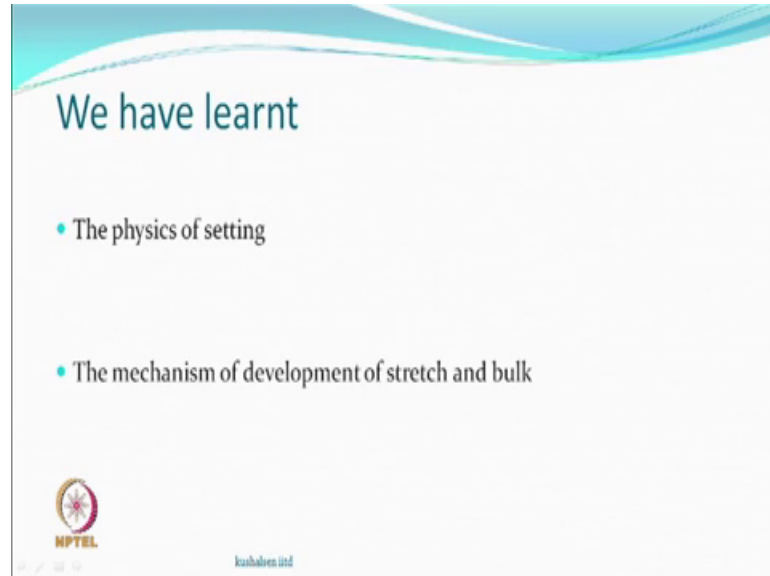 We have learnt
• The physics of setting
• The mechanism of development of stretch and bulk
NPTEL
kushalsen iitd